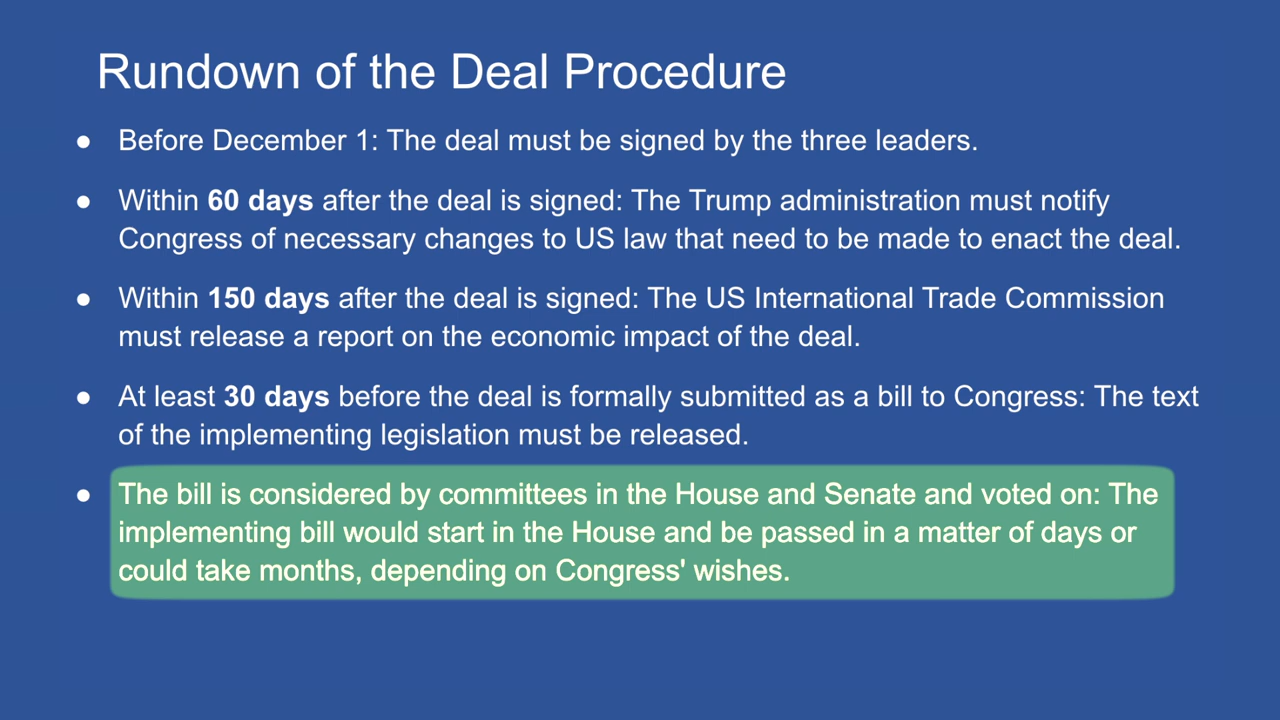 Rundown of the Deal Procedure
● Before December 1: The deal must be signed by the three leaders.
● Within 60 days after the deal is signed: The Trump administration must notify
Congress of necessary changes to US law that need to be made to enact the deal.
● Within 150 days after the deal is signed: The US International Trade Commission
must release a report on the economic impact of the deal.
● At least 30 days before the deal is formally submitted as a bill to Congress: The text
of the implementing legislation must be released.
● The bill is considered by committees in the House and Senate and voted on: The
implementing bill would start in the House and be passed in a matter of days or
could take months, depending on Congress' wishes.